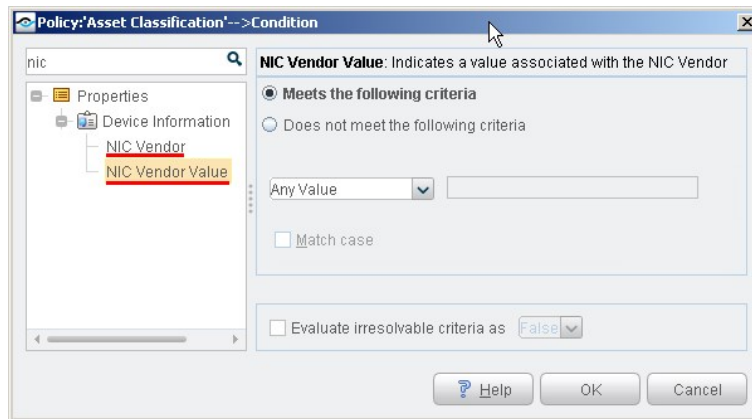 Policy:'Asset Classification'-->Condition
nic
Properties
Device Information
NIC Vendor
NIC Vendor Value
NIC Vendor Value: Indicates a value associated with the NIC Vendor
Meets the following criteria
Does not meet the following criteria
Any Value
Match case
Evaluate irresolvable criteria as False
Help OK Cancel